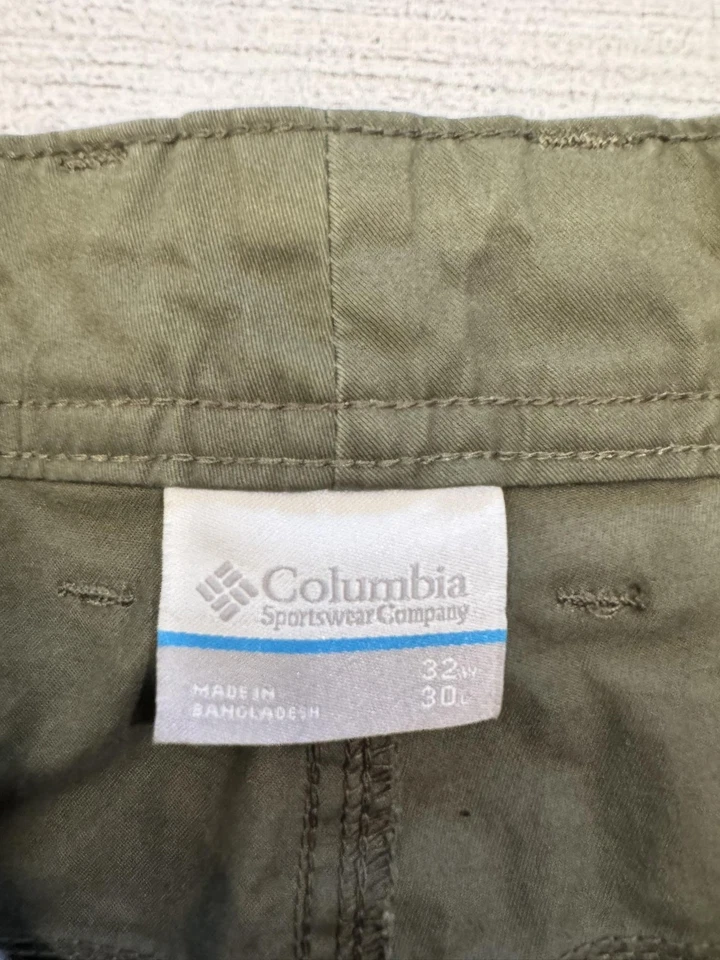 Columbia
Sportswear Company
32W
30L
MADE IN
BANGLADESH